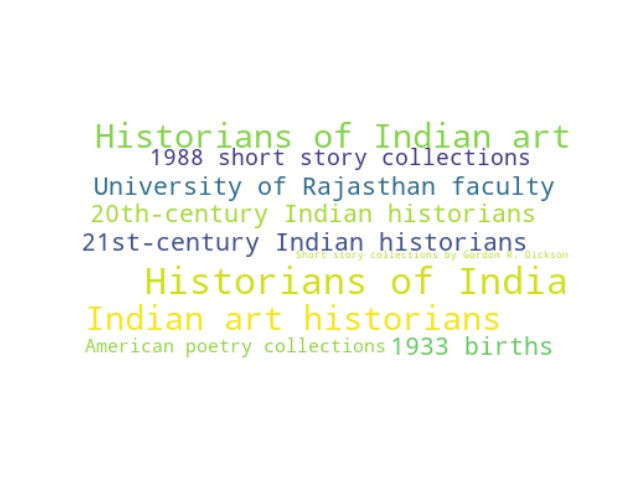 Historians of Indian art
1988 short story collections
University of Rajasthan faculty
20th-century Indian historians
21st-century Indian historians
Short story collections by Gordon R. Dickson
Historians of India
Indian art historians
American poetry collections 1933 births